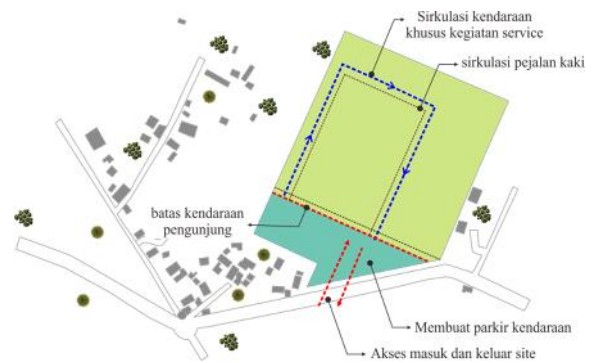 Sirkulasi kendaraan
khusus kegiatan service
sirkulasi pejalan kaki
batas kendaraan
pengunjung
Membuat parkir kendaraan
Akses masuk dan keluar site